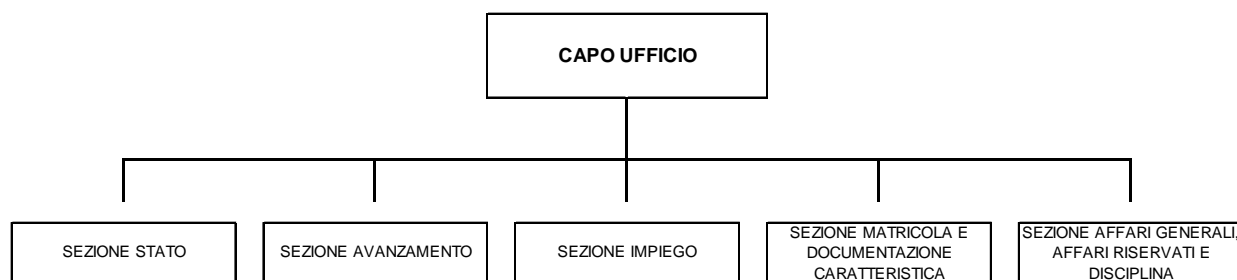 CAPO UFFICIO
SEZIONE STATO
SEZIONE AVANZAMENTO
SEZIONE IMPIEGO
SEZIONE MATRICOLA E
DOCUMENTAZIONE
CARATTERISTICA
SEZIONE AFFARI GENERALI,
AFFARI RISERVATI E
DISCIPLINA